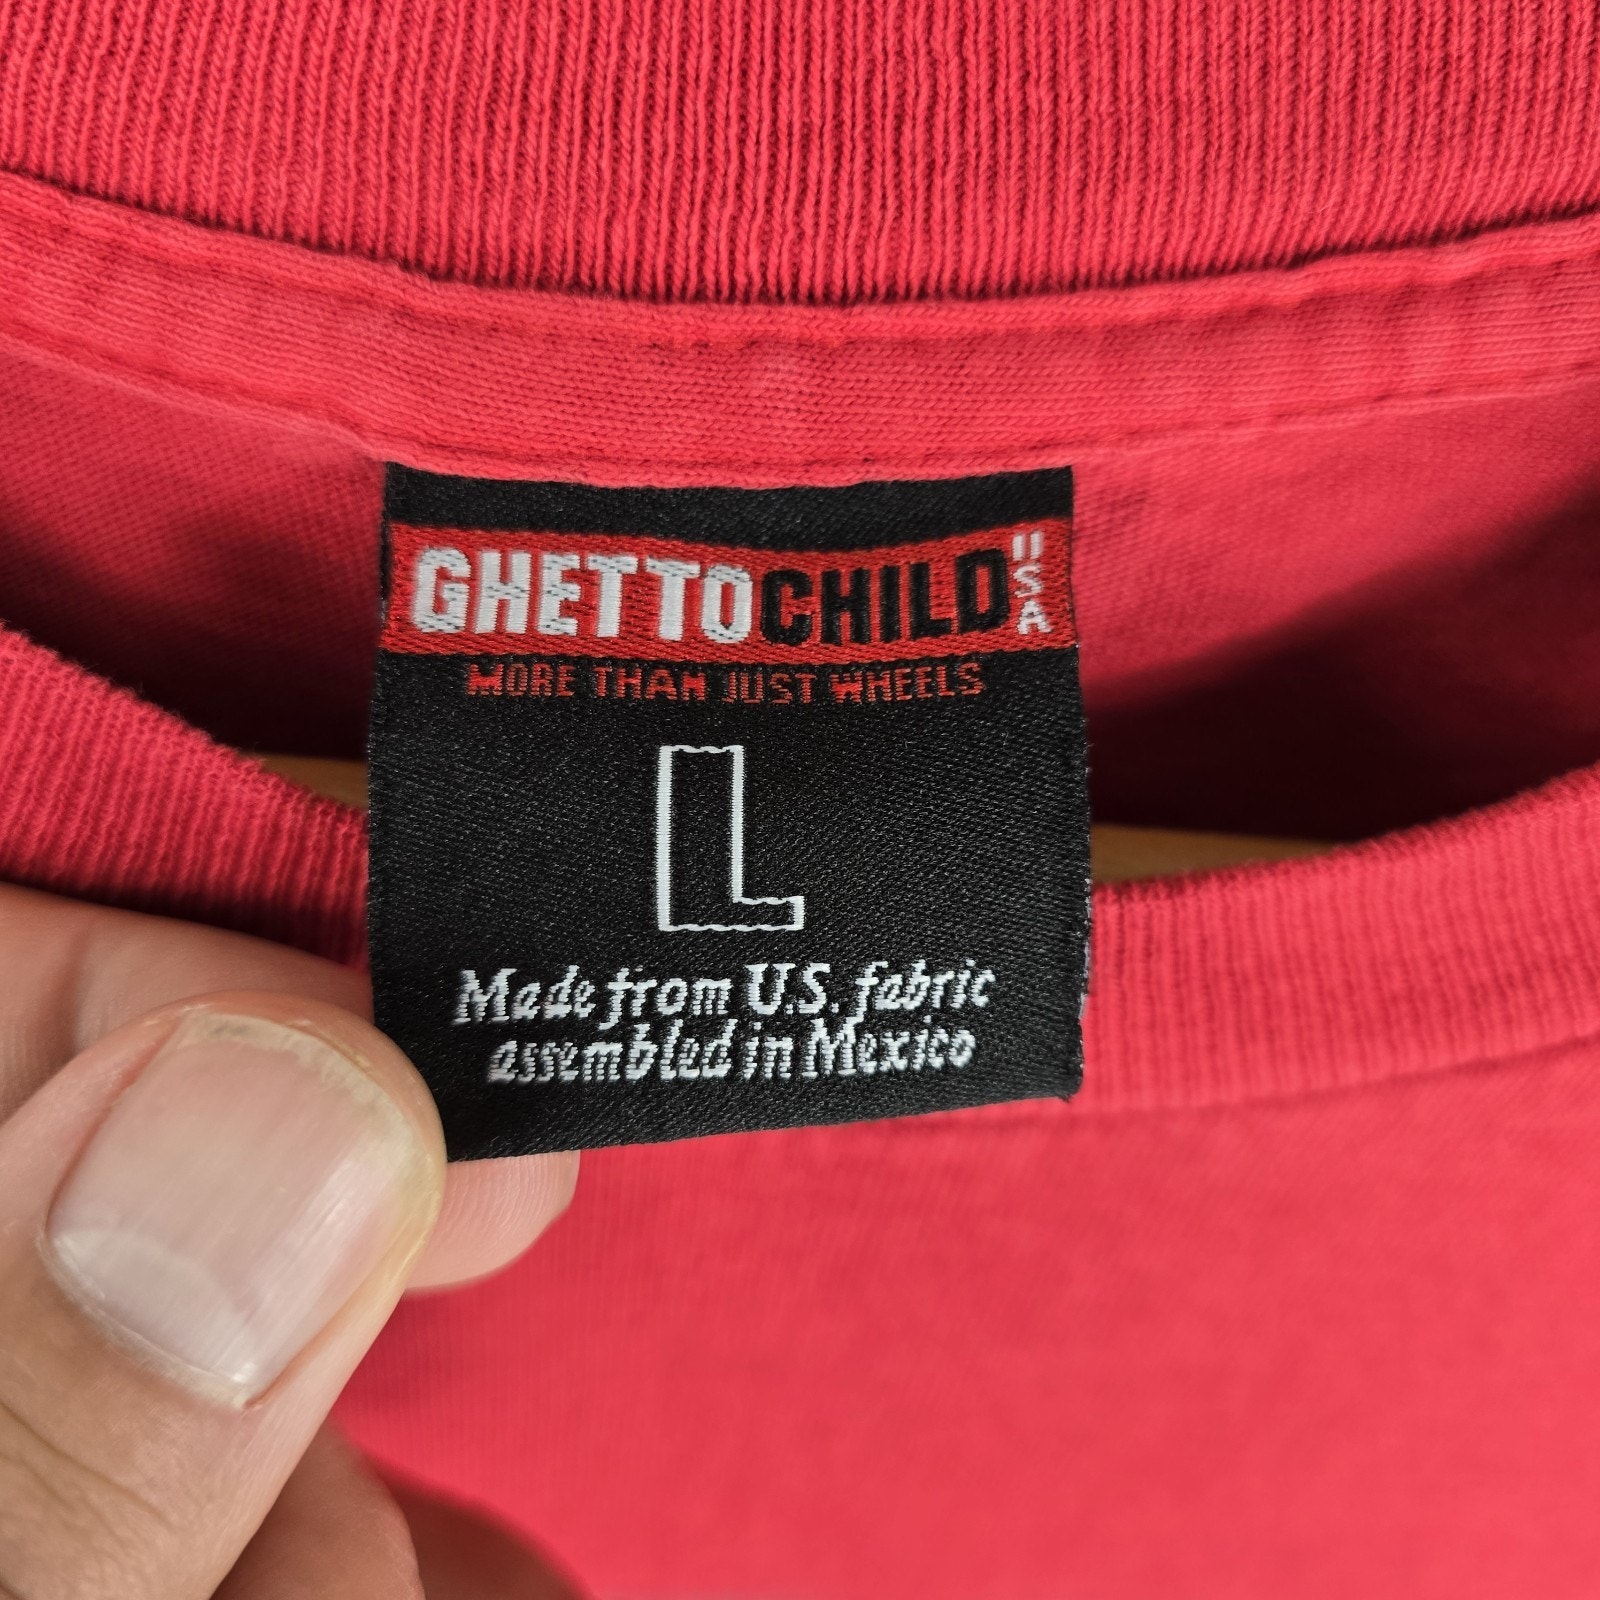 GHETTOCHILD USA
MORE THAN JUST WHEELS
L
Made from U.S. fabric
assembled in Mexico